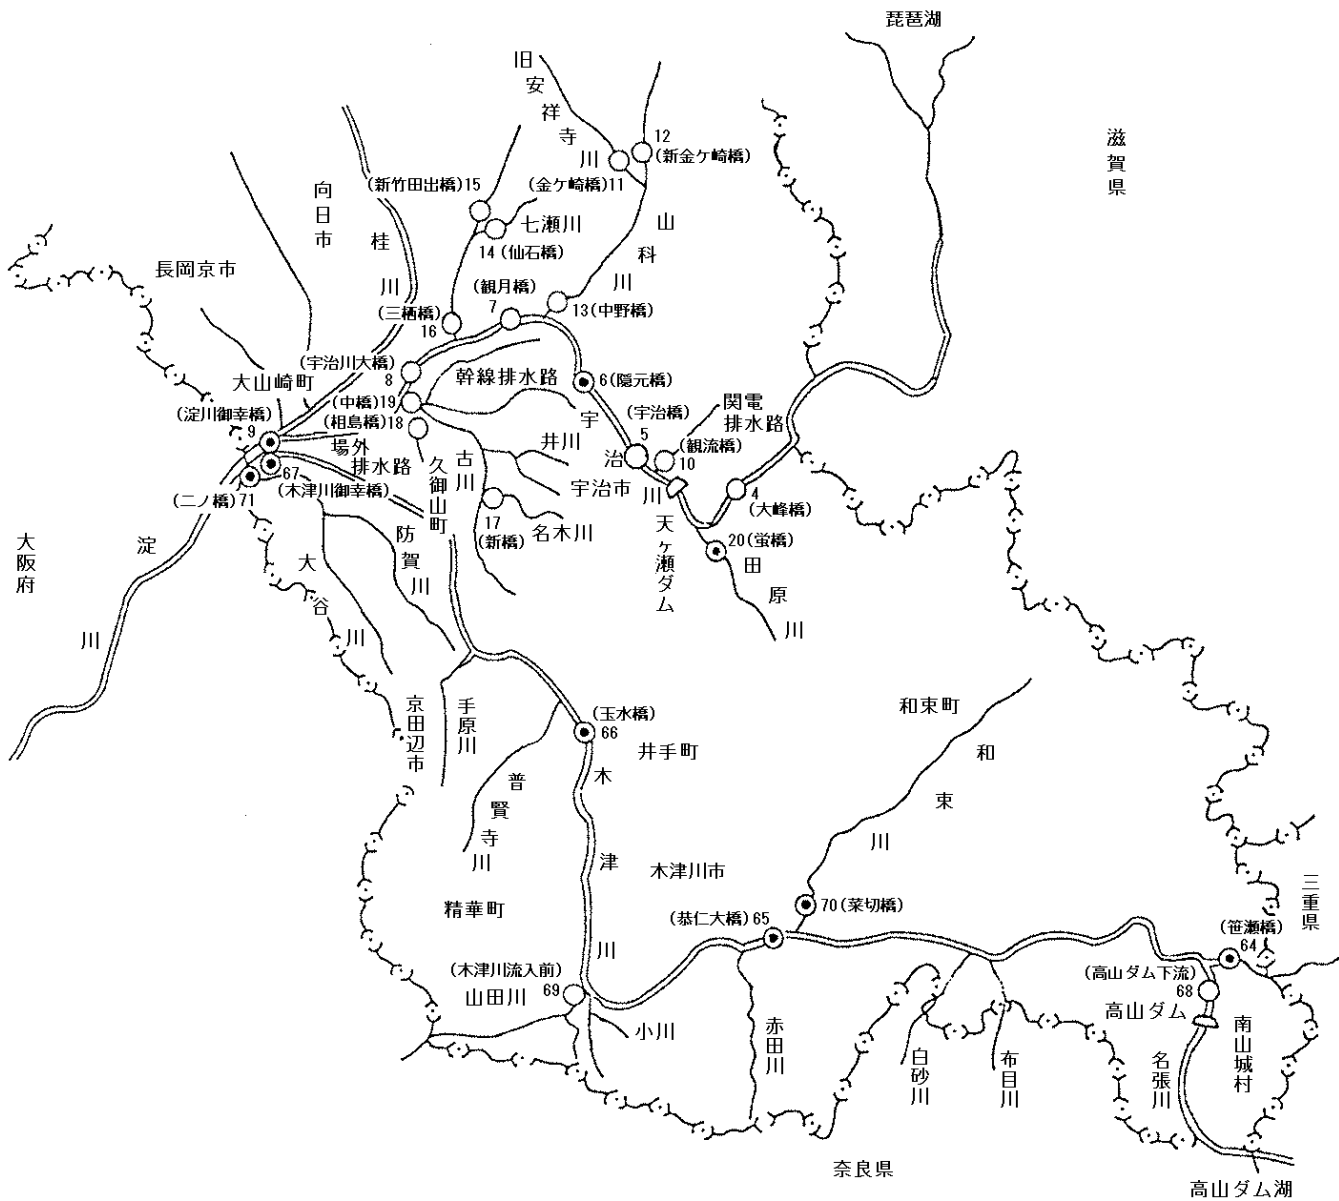 琵琶湖
滋賀県
旧安祥寺川
12
(新金ケ崎橋)
(金ケ崎橋)11
(新竹田出橋)15
七瀬川
14(仙石橋)
山科川
向日市
桂川
長岡京市
(観月橋)
7
13(中野橋)
(三栖橋)
16
(宇治川大橋)
8
幹線排水路
6(隠元橋)
大山崎町
(中橋)19
(淀川御幸橋)
9
(相島橋)18
場外
排水路
67
(木津川御幸橋)
(二ノ橋)71
久御山町
古川
井川
宇治市
17
(新橋)
名木川
宇治川
(宇治橋)
5
関電
排水路
(観流橋)
10
4
(大峰橋)
天ヶ瀬ダム
20(蛍橋)
田原川
大阪府
淀川
大谷川
防賀川
京田辺市
手原川
(玉水橋)
66
井手町
和束町
和束川
普賢寺川
木津川
木津川市
精華町
70(菜切橋)
(恭仁大橋)65
三重県
(笹瀬橋)
64
(高山ダム下流)
68
高山ダム
(木津川流入前)
69
山田川
小川
赤田川
白砂川
布目川
名張川
南山城村
奈良県
高山ダム湖